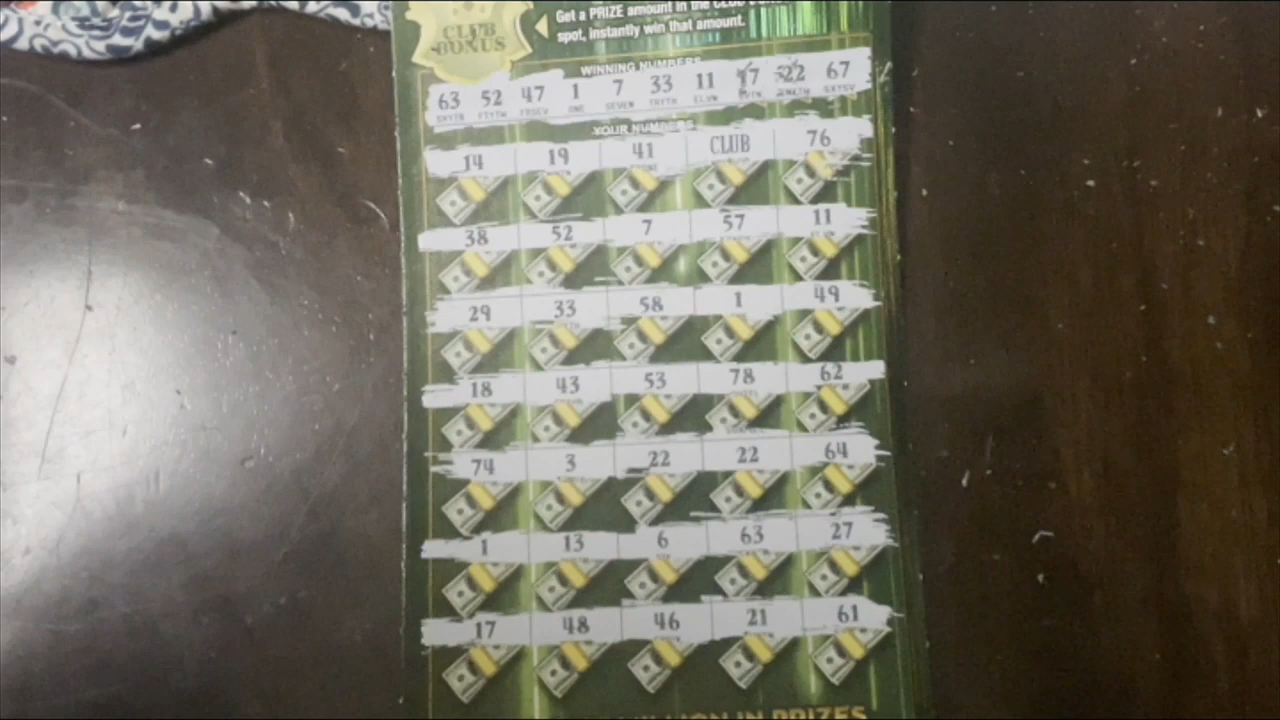 CLUB
BONUS
Get a PRIZE amount in the CLUB
spot, instantly win that amount.
WINNING NUMBERS
63 52 47 1 7 33 11 17 22 67
ONE SEVEN
YOUR NUMBERS
14 19 41 CLUB 76
38 52 7 57 11
29 33 58 1 49
18 43 53 78 62
74 3 22 22 64
1 13 6 63 27
17 48 46 21 61
IN PRIZES